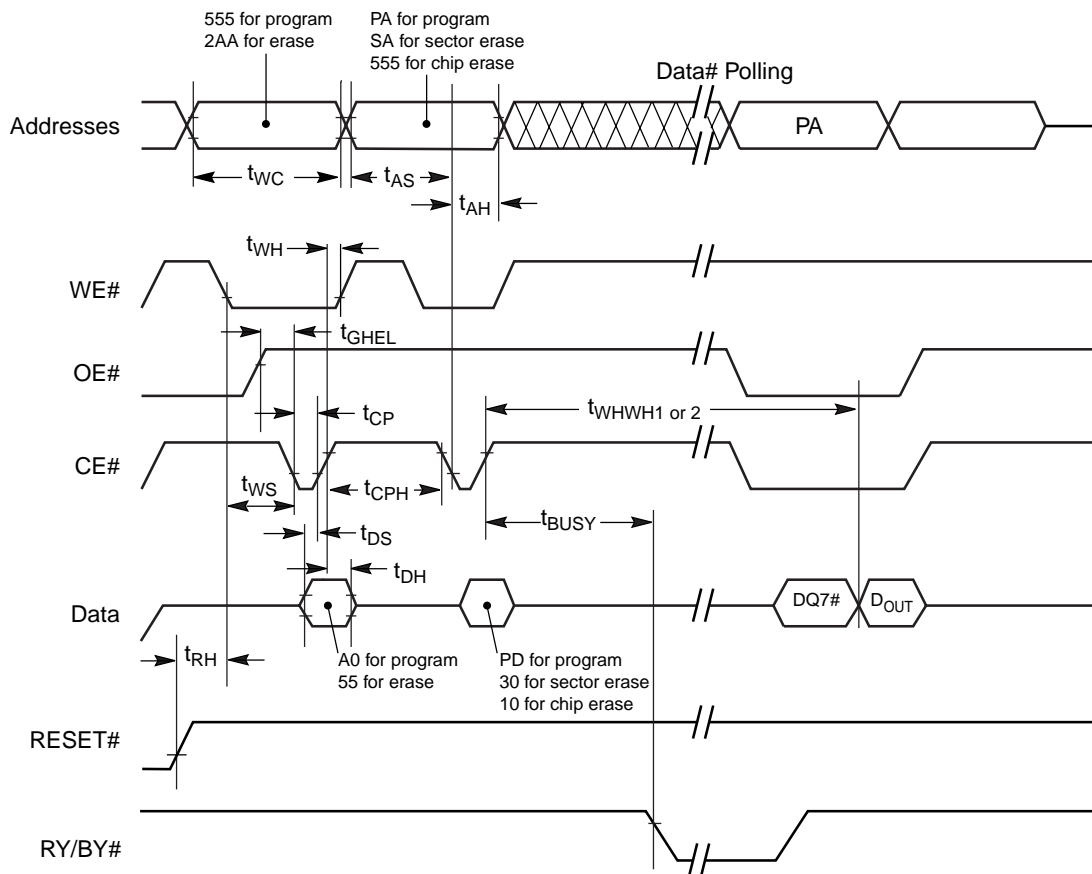 555 for program
2AA for erase
PA for program
SA for sector erase
555 for chip erase
Data# Polling
Addresses
PA
tWC
tAS
tAH
tWH
WE#
tGHEL
OE#
tCP
tWHWH1 or 2
CE#
tWS
tCPH
tBUSY
tDS
tDH
Data
DQ7#
DOUT
tRH
A0 for program
55 for erase
PD for program
30 for sector erase
10 for chip erase
RESET#
RY/BY#